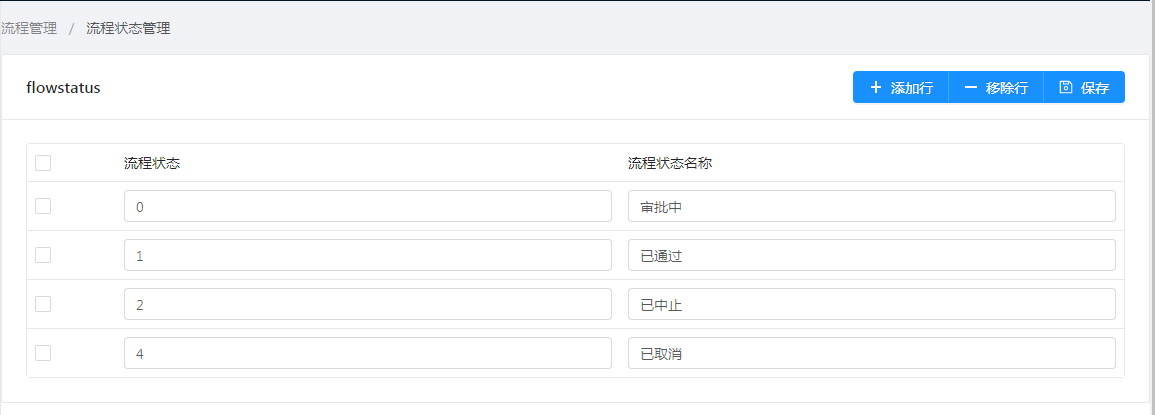 流程管理 / 流程状态管理
flowstatus 添加行 移除行 保存
流程状态 流程状态名称
0 审批中
1 已通过
2 已中止
4 已取消